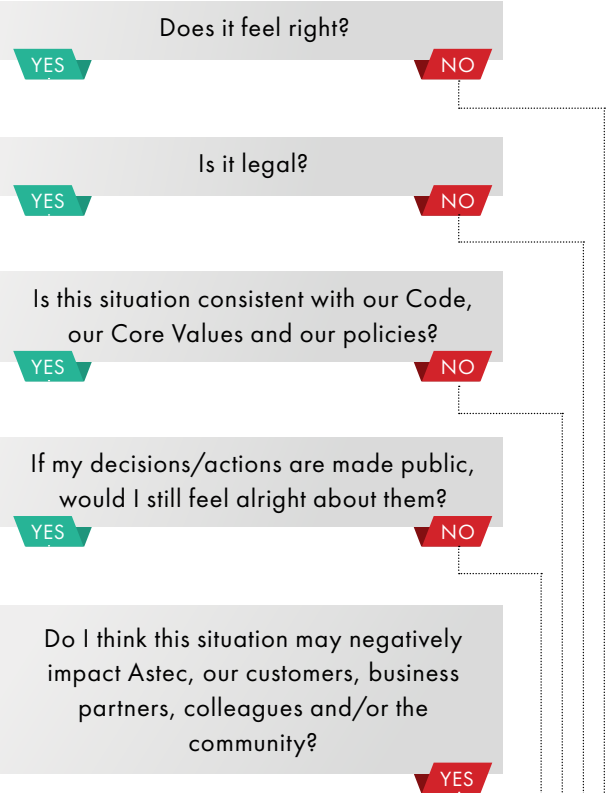 Does it feel right?
YES
NO
Is it legal?
YES
NO
Is this situation consistent with our Code,
our Core Values and our policies?
YES
NO
If my decisions/actions are made public,
would I still feel alright about them?
YES
NO
Do I think this situation may negatively
impact Astec, our customers, business
partners, colleagues and/or the
community?
YES